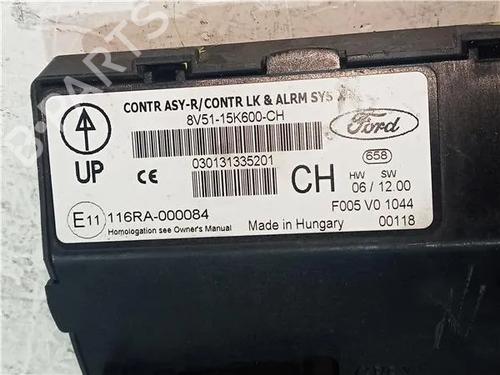 CONTR ASY-R/CONTR LK & ALRM SYS
8V51-15K600-CH
Ford
UP
030131335201
CE
CH
658
HW SW
06 / 12.00
E11 116RA-000084
F005 V0 1044
Homologation see Owner's Manual
Made in Hungary
00118